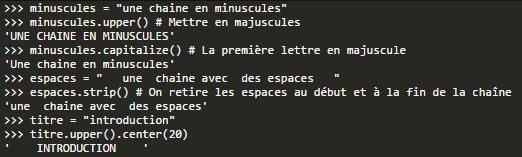 >>> minuscules = "une chaine en minuscules"
>>> minuscules.upper() # Mettre en majuscules
'UNE CHAINE EN MINUSCULES'
>>> minuscules.capitalize() # La première lettre en majuscule
'Une chaine en minuscules'
>>> espaces = "   une  chaine avec  des espaces   "
>>> espaces.strip() # On retire les espaces au début et à la fin de la chaîne
'une  chaine avec  des espaces'
>>> titre = "introduction"
>>> titre.upper().center(20)
'    INTRODUCTION    '